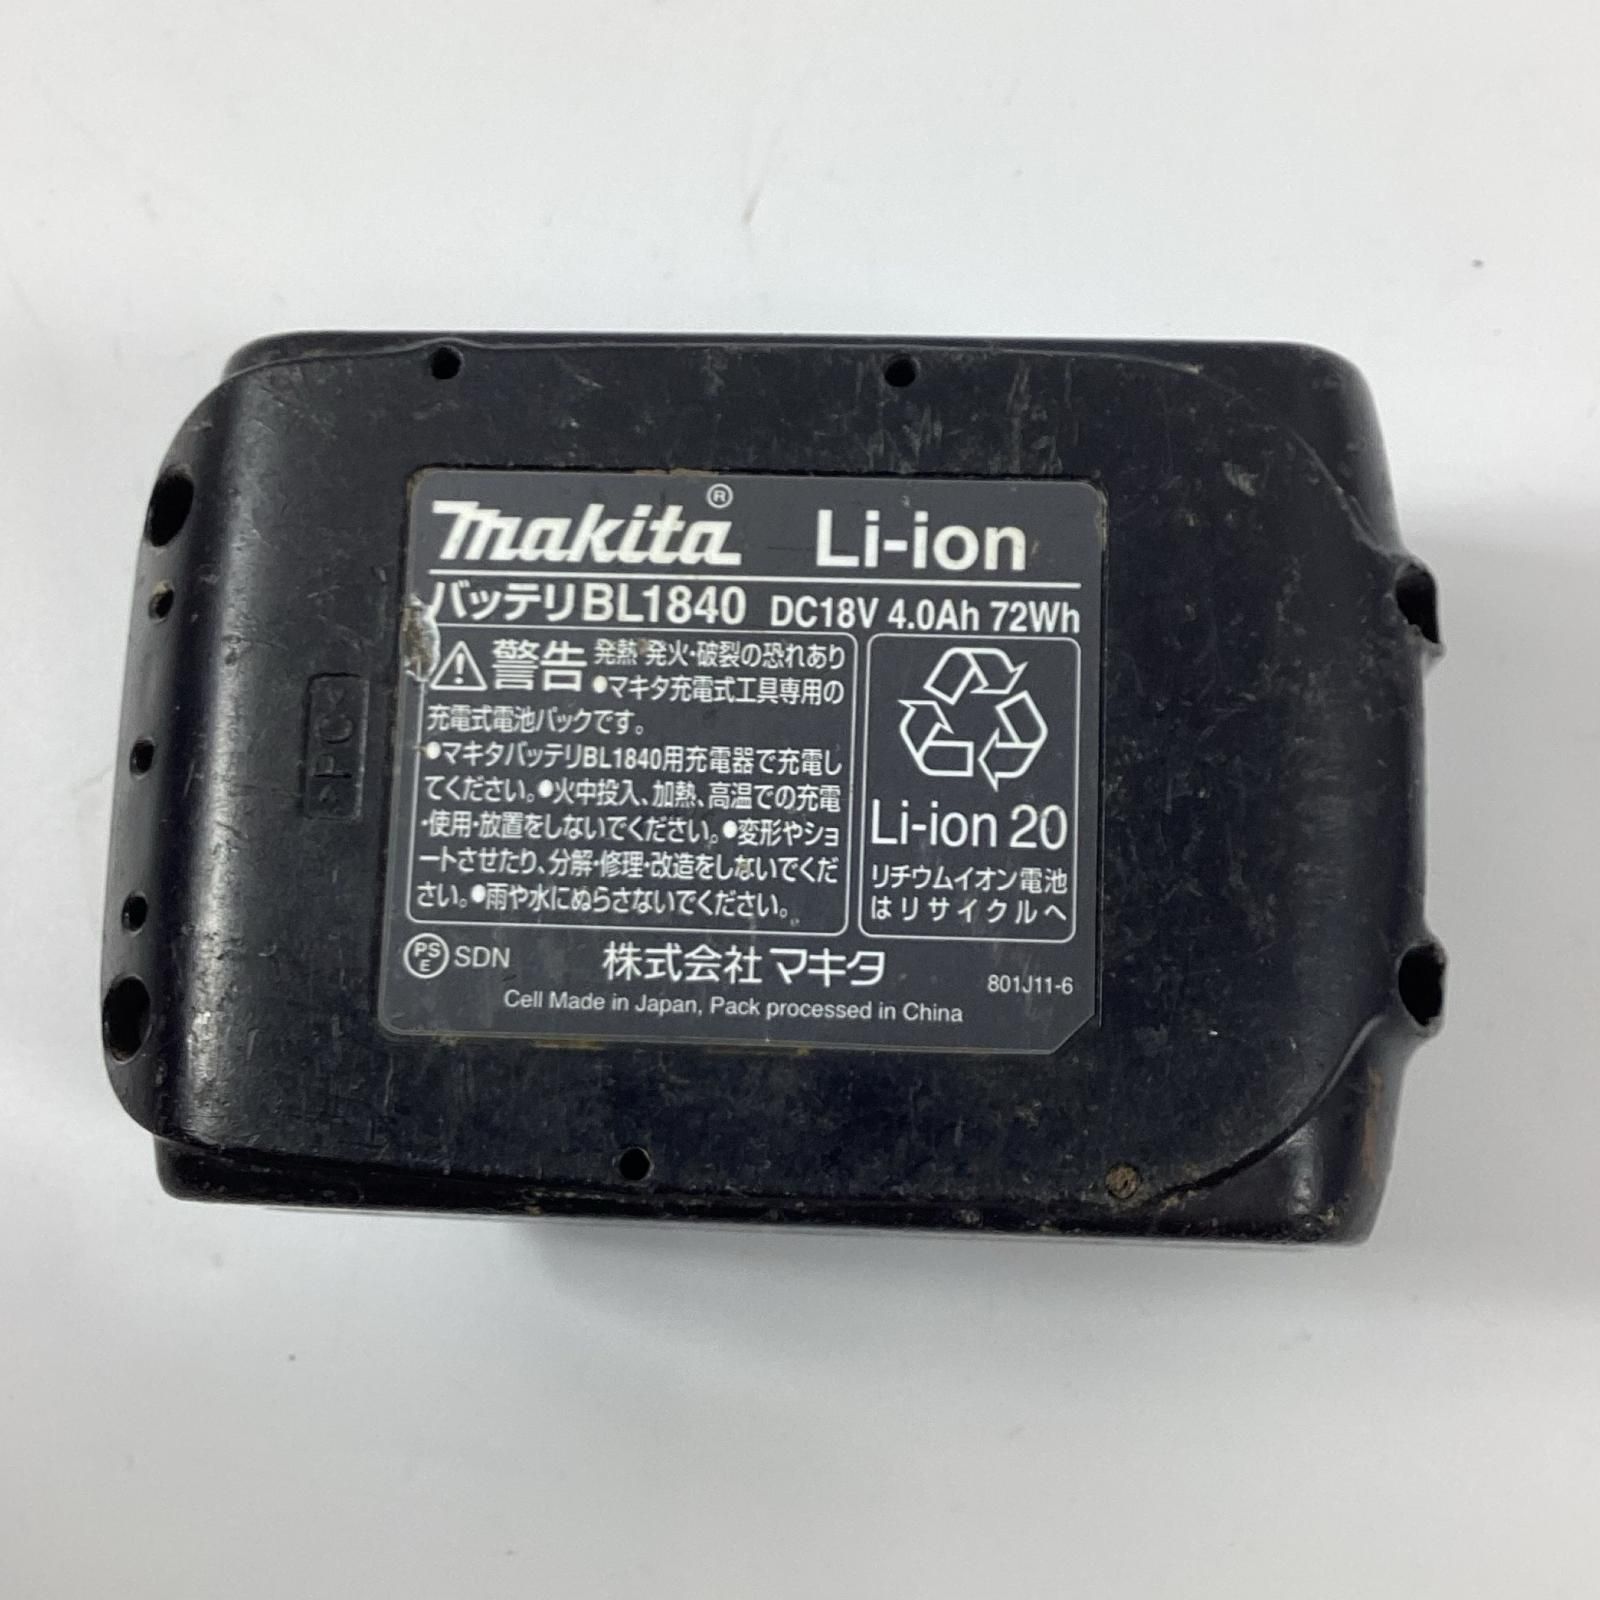 makita® Li-ion
バッテリBL1840 DC18V 4.0Ah 72Wh
警告 発熱・発火・破裂の恐れあり
●マキタ充電式工具専用の
充電式電池パックです。
●マキタバッテリBL1840用充電器で充電し
てください。●火中投入、加熱、高温での充電
・使用・放置をしないでください。●変形やショ
ートさせたり、分解・修理・改造をしないでくだ
さい。●雨や水にぬらさないでください。
Li-ion 20
リチウムイオン電池
はリサイクルへ
PSE SDN 株式会社マキタ 801J11-6
Cell Made in Japan, Pack processed in China
>PC<